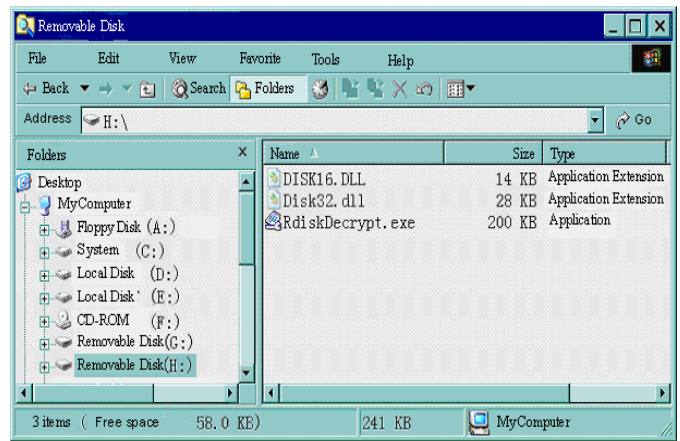 Removable Disk
File Edit View Favorite Tools Help
Back Search Folders
Address H:\ Go
Folders x Name Size Type
Desktop
MyComputer
Floppy Disk (A:)
System (C:)
Local Disk (D:)
Local Disk` (E:)
CD-ROM (F:)
Removable Disk(G:)
Removable Disk(H:)
DISK16.DLL 14 KB Application Extension
Disk32.dll 28 KB Application Extension
RdiskDecrypt.exe 200 KB Application
3 items ( Free space 58.0 KB) 241 KB MyComputer